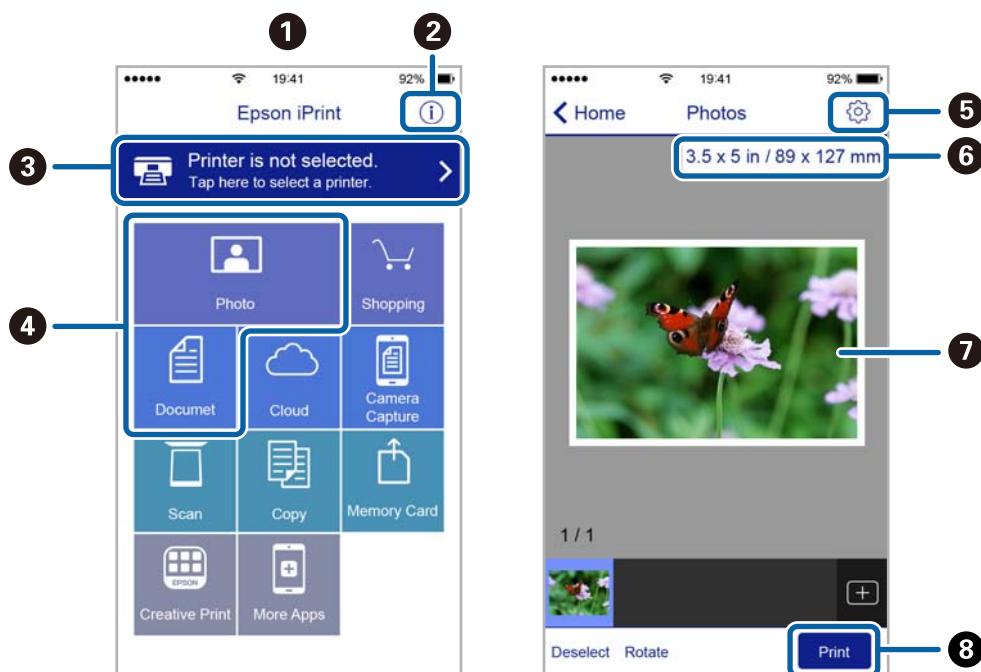 1
2
19:41 92%
Epson iPrint
3
Printer is not selected.
Tap here to select a printer.
4
Photo
Shopping
Documet
Cloud
Camera
Capture
Scan
Copy
Memory Card
EPSON
Creative Print
More Apps
19:41 92%
Home Photos
5
3.5 x 5 in / 89 x 127 mm
6
7
1 / 1
Deselect Rotate Print
8